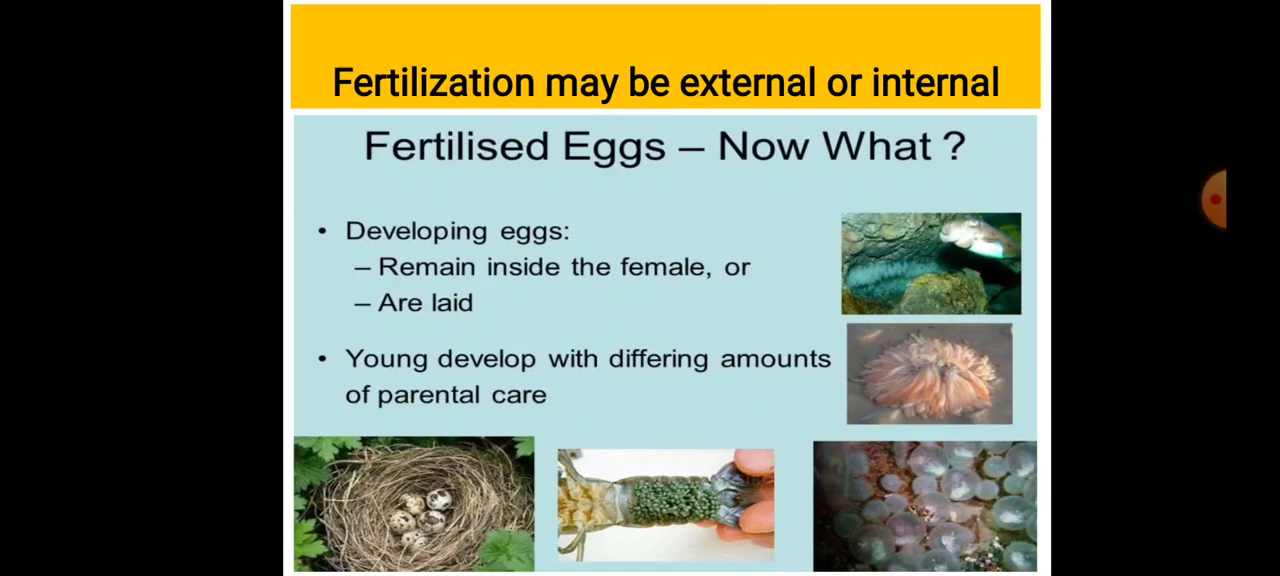 Fertilization may be external or internal
Fertilised Eggs – Now What ?
• Developing eggs:
– Remain inside the female, or
– Are laid
• Young develop with differing amounts
of parental care